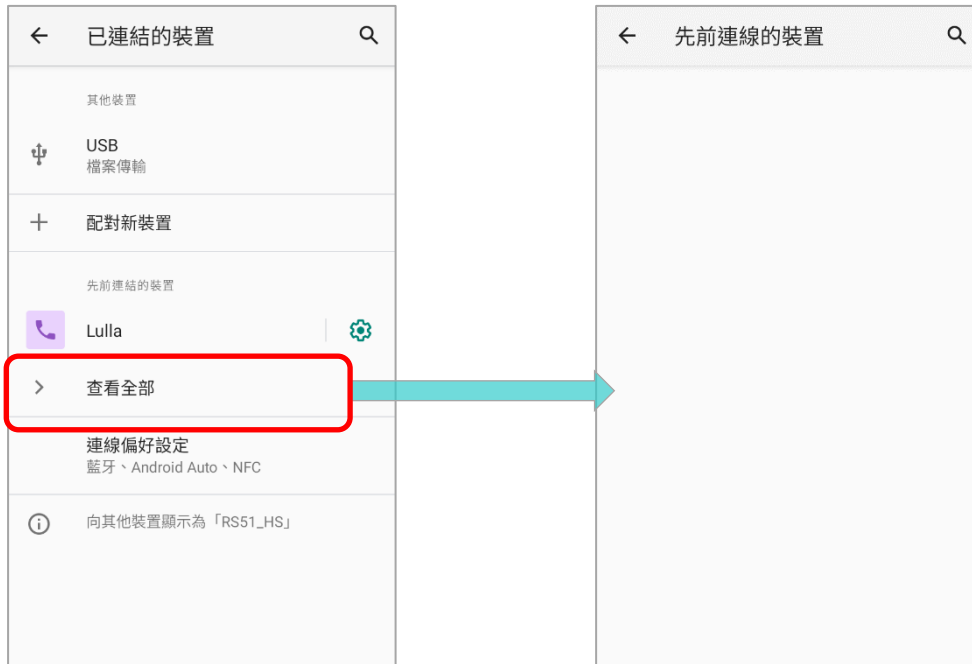 已連結的裝置
其他裝置
USB
檔案傳輸
配對新裝置
先前連結的裝置
Lulla
查看全部
連線偏好設定
藍牙、Android Auto、NFC
向其他裝置顯示為「RS51_HS」
先前連線的裝置